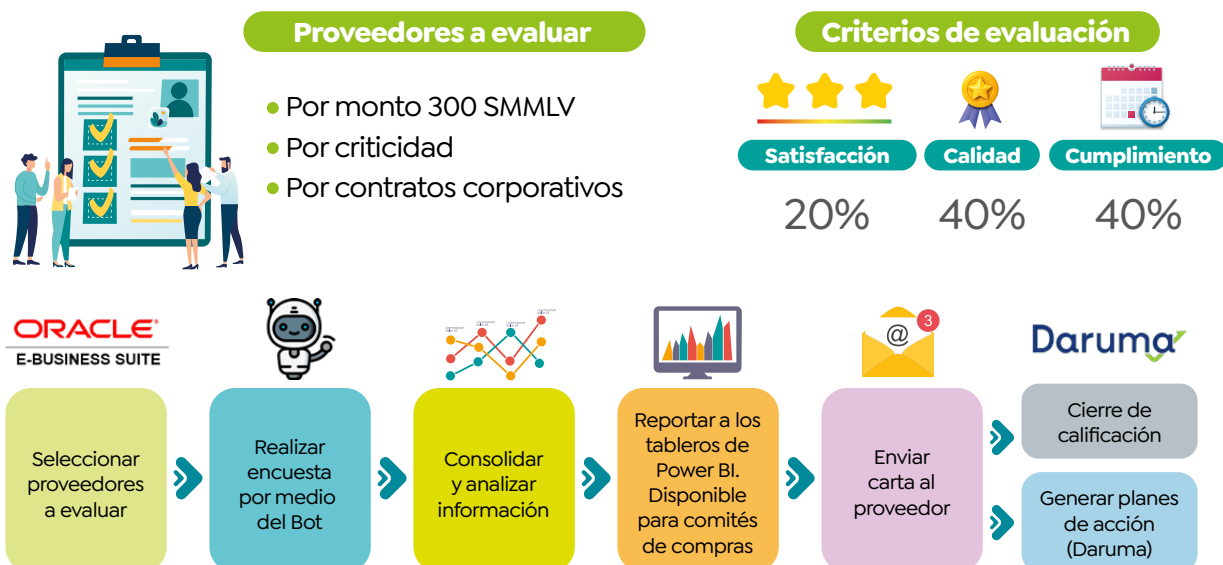 Proveedores a evaluar
• Por monto 300 SMMLV
• Por criticidad
• Por contratos corporativos
Criterios de evaluación
Satisfacción
Calidad
Cumplimiento
20%
40%
40%
ORACLE
E-BUSINESS SUITE
@
3
Daruma
Seleccionar
proveedores
a evaluar
Realizar
encuesta
por medio
del Bot
Consolidar
y analizar
información
Reportar a los
tableros de
Power BI.
Disponible
para comités
de compras
Enviar
carta al
proveedor
Cierre de
calificación
Generar planes
de acción
(Daruma)